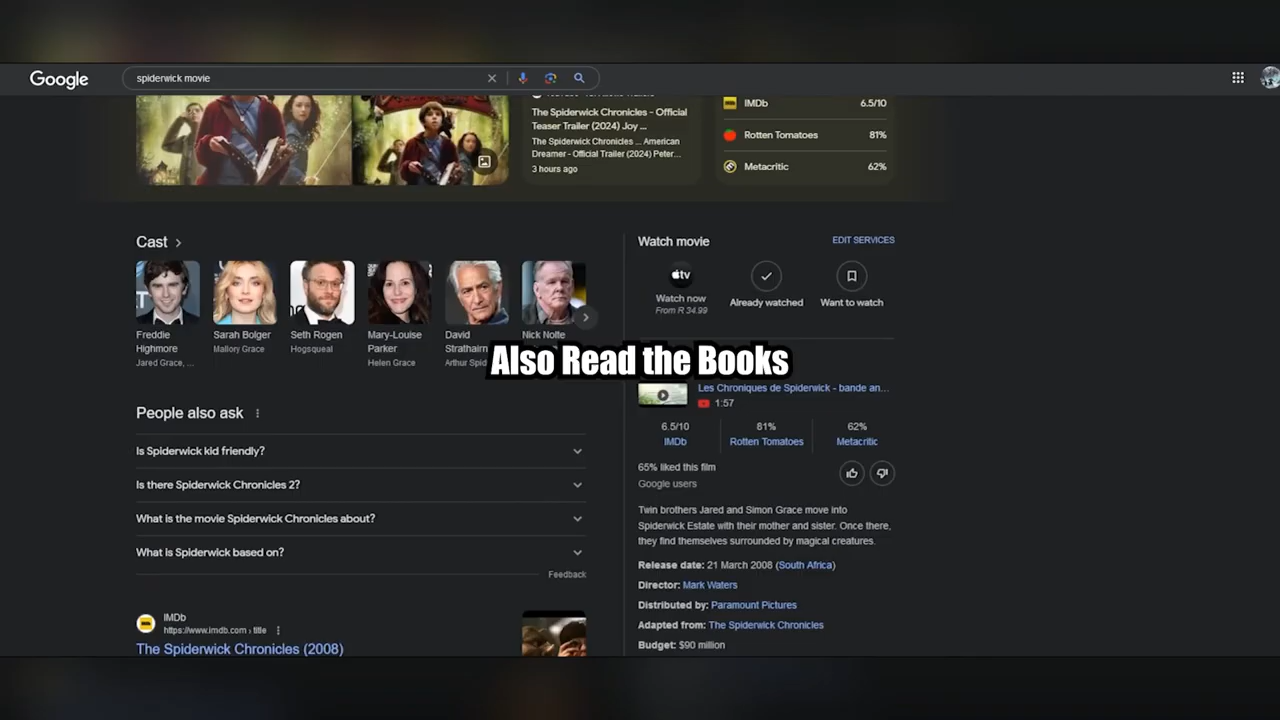 Google
spiderwick movie
The Spiderwick Chronicles - Official
Teaser Trailer (2024) Joy ...
The Spiderwick Chronicles ... American
Dreamer - Official Trailer (2024) Peter...
3 hours ago
IMDb 6.5/10
Rotten Tomatoes 81%
Metacritic 62%
Cast
Freddie
Highmore
Jared Grace, ...
Sarah Bolger
Mallory Grace
Seth Rogen
Hogsqueal
Mary-Louise
Parker
Helen Grace
David
Strathairn
Arthur Spid
Nick Nolte
Watch movie
EDIT SERVICES
tv
Watch now
From R 34.99
Already watched
Want to watch
Also Read the Books
Les Chroniques de Spiderwick - bande an...
1:57
6.5/10
IMDb
81%
Rotten Tomatoes
62%
Metacritic
65% liked this film
Google users
Twin brothers Jared and Simon Grace move into
Spiderwick Estate with their mother and sister. Once there,
they find themselves surrounded by magical creatures.
Release date: 21 March 2008 (South Africa)
Director: Mark Waters
Distributed by: Paramount Pictures
Adapted from: The Spiderwick Chronicles
Budget: $90 million
People also ask
Is Spiderwick kid friendly?
Is there Spiderwick Chronicles 2?
What is the movie Spiderwick Chronicles about?
What is Spiderwick based on?
Feedback
IMDb
https://www.imdb.com › title
The Spiderwick Chronicles (2008)